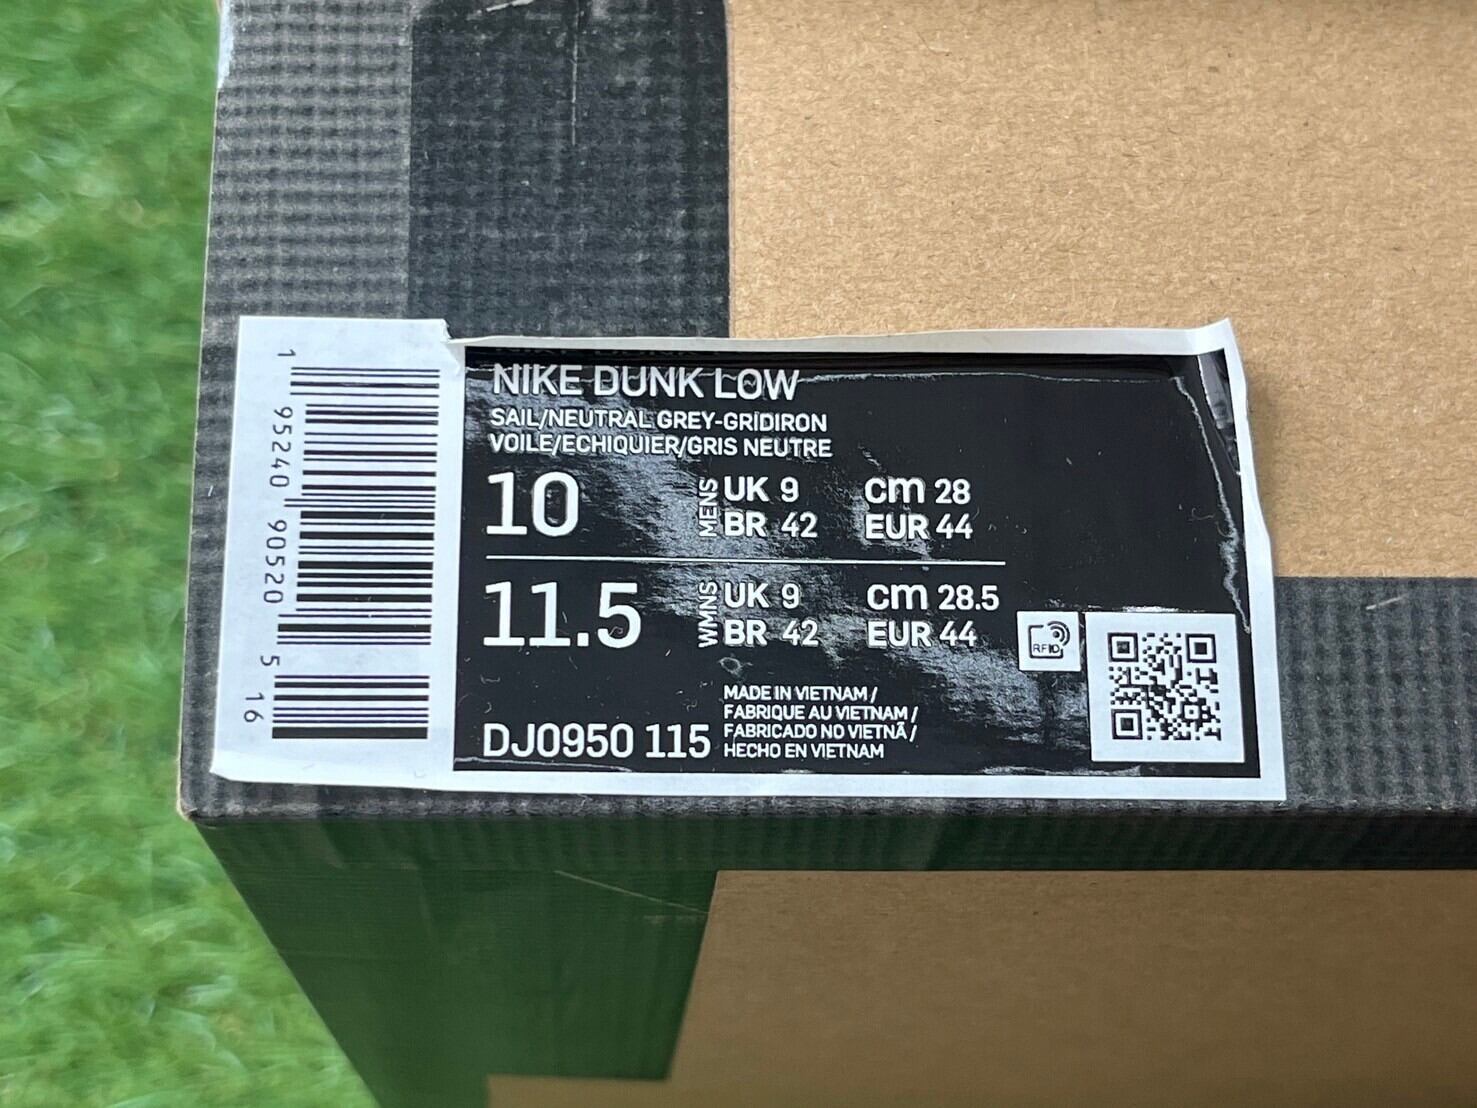 NIKE DUNK LOW
SAIL/NEUTRAL GREY-GRIDIRON
VOILE/ECHIQUIER/GRIS NEUTRE
10 MENS UK 9 cm 28
BR 42 EUR 44
11.5 WMNS UK 9 cm 28.5
BR 42 EUR 44
RFID
MADE IN VIETNAM /
FABRIQUE AU VIETNAM /
FABRICADO NO VIETNÃ /
HECHO EN VIETNAM
DJ0950 115
1 95240 90520 5 16